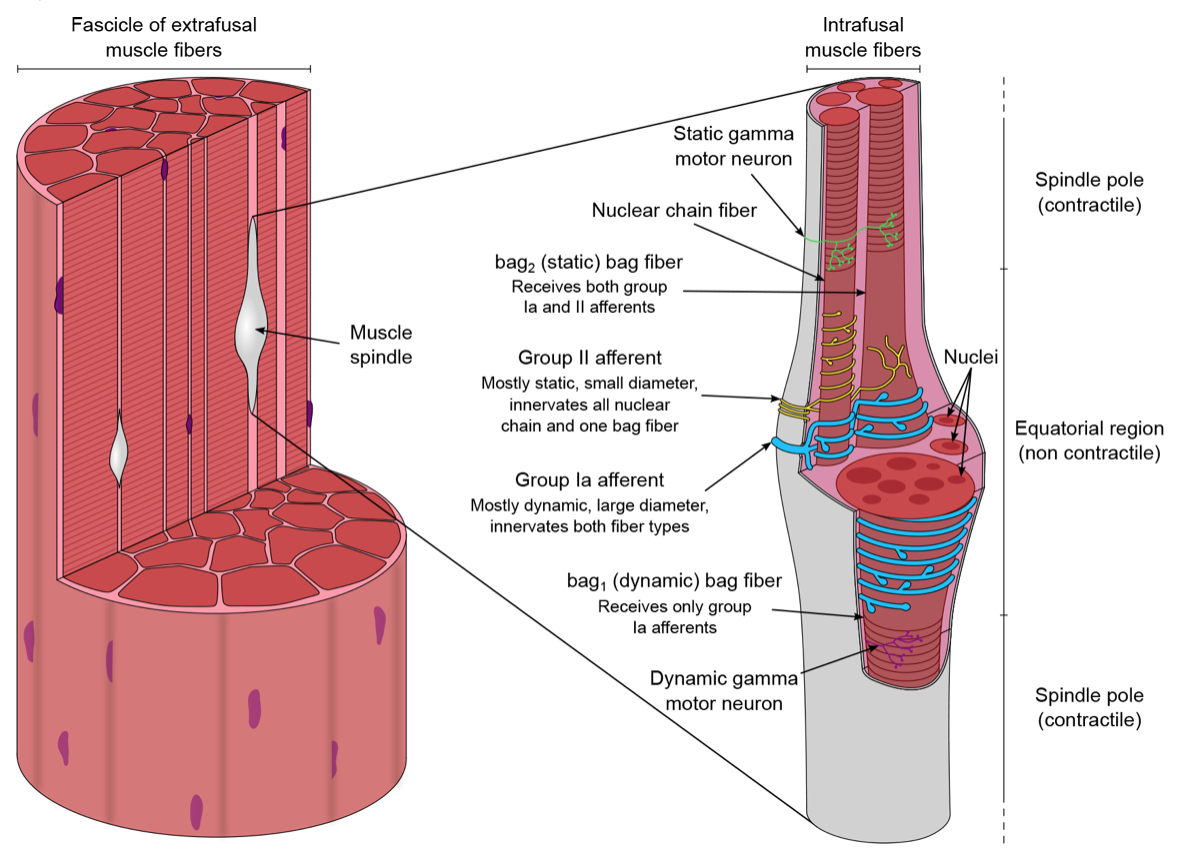 Fascicle of extrafusal
muscle fibers
Muscle
spindle
Intrafusal
muscle fibers
Static gamma
motor neuron
Nuclear chain fiber
bag₂ (static) bag fiber
Receives both group
Ia and II afferents
Group II afferent
Mostly static, small diameter,
innervates all nuclear
chain and one bag fiber
Group Ia afferent
Mostly dynamic, large diameter,
innervates both fiber types
bag₁ (dynamic) bag fiber
Receives only group
Ia afferents
Dynamic gamma
motor neuron
Nuclei
Spindle pole
(contractile)
Equatorial region
(non contractile)
Spindle pole
(contractile)